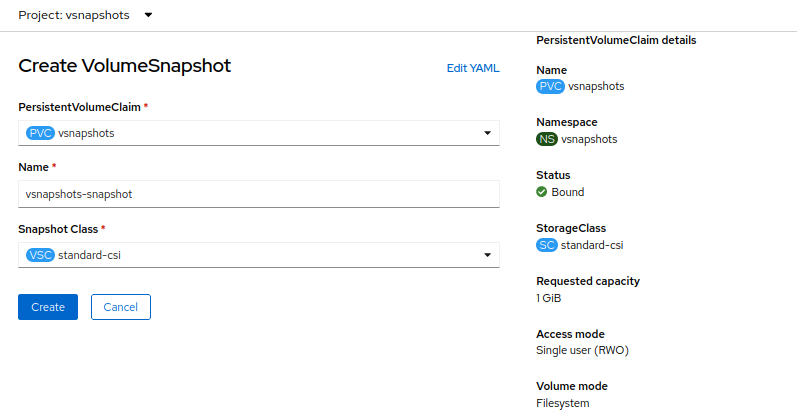 Project: vsnapshots
Create VolumeSnapshot
Edit YAML
PersistentVolumeClaim *
PVC vsnapshots
Name *
vsnapshots-snapshot
Snapshot Class *
VSC standard-csi
Create
Cancel
PersistentVolumeClaim details
Name
PVC vsnapshots
Namespace
NS vsnapshots
Status
Bound
StorageClass
SC standard-csi
Requested capacity
1 GiB
Access mode
Single user (RWO)
Volume mode
Filesystem